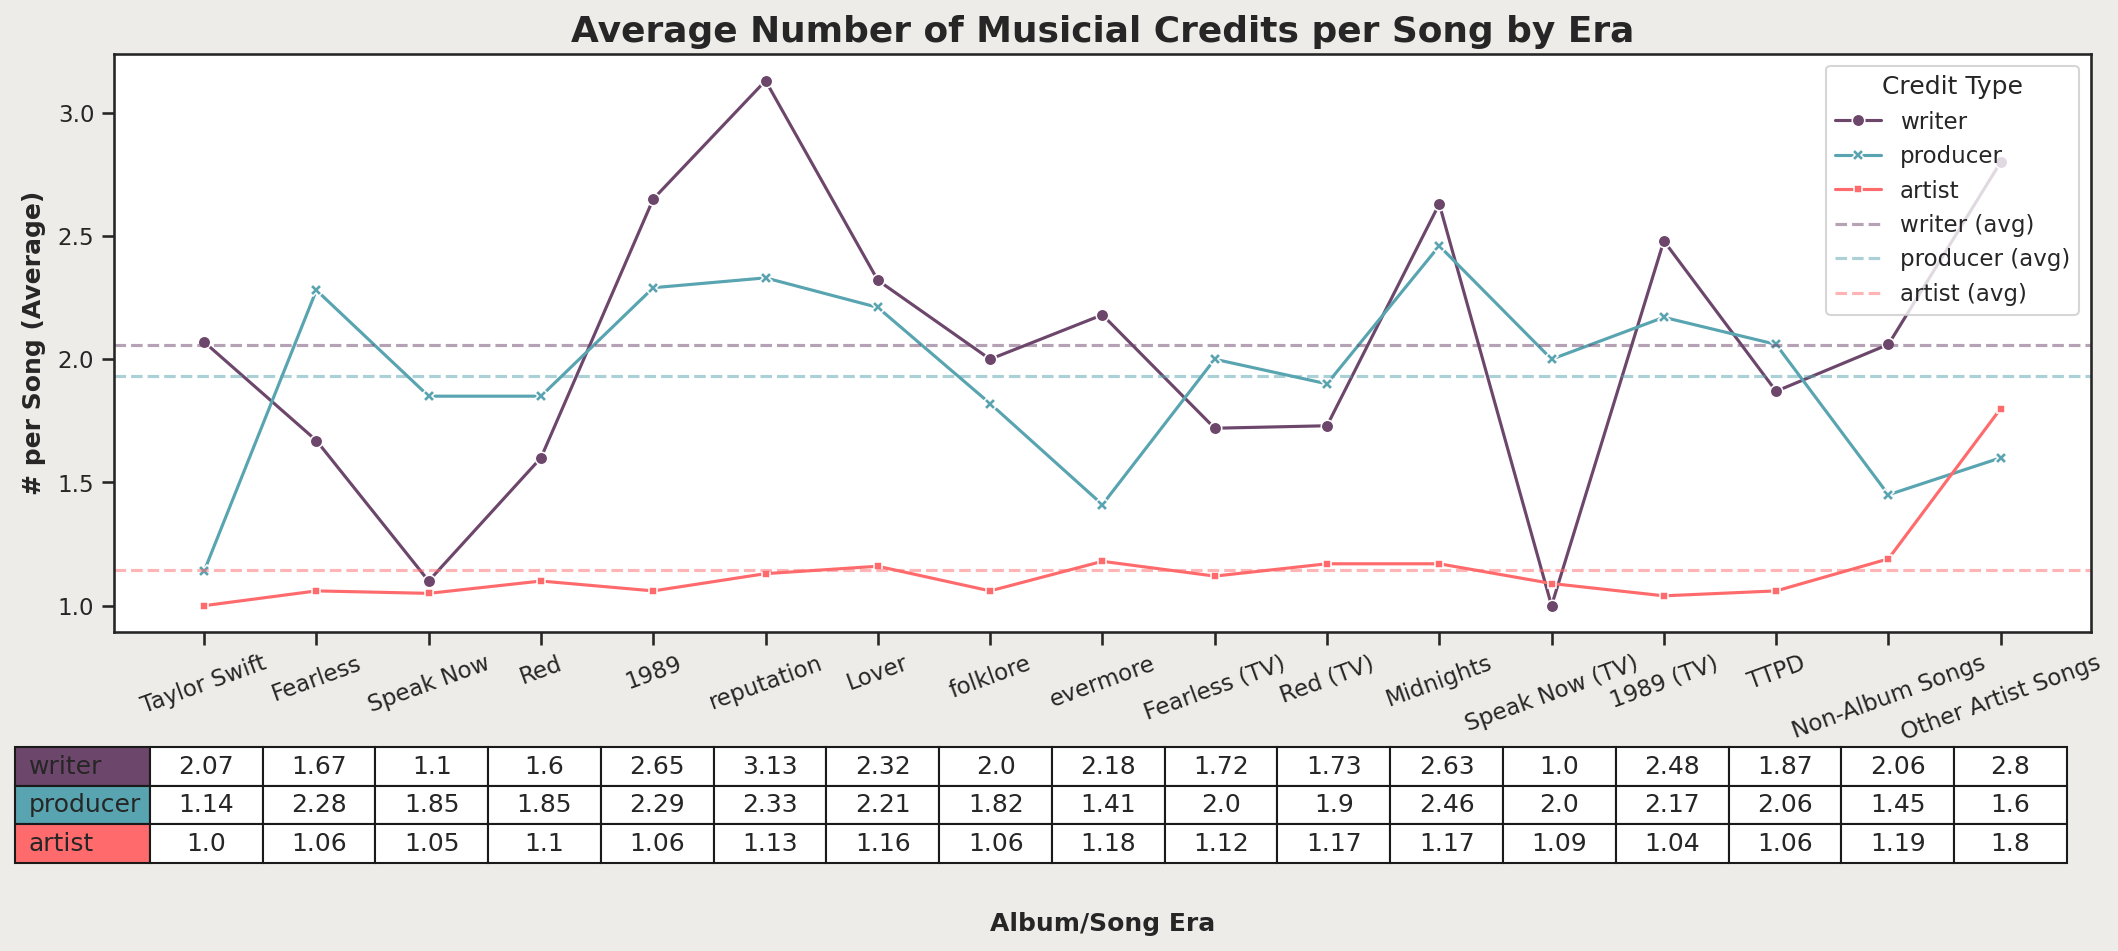 Average Number of Musicial Credits per Song by Era
# per Song (Average)
3.0
2.5
2.0
1.5
1.0
Credit Type
writer
producer
artist
writer (avg)
producer (avg)
artist (avg)
Taylor Swift Fearless Speak Now Red 1989 reputation Lover folklore evermore Fearless (TV) Red (TV) Midnights Speak Now (TV) 1989 (TV) TTPD Non-Album Songs Other Artist Songs
writer 2.07 1.67 1.1 1.6 2.65 3.13 2.32 2.0 2.18 1.72 1.73 2.63 1.0 2.48 1.87 2.06 2.8
producer 1.14 2.28 1.85 1.85 2.29 2.33 2.21 1.82 1.41 2.0 1.9 2.46 2.0 2.17 2.06 1.45 1.6
artist 1.0 1.06 1.05 1.1 1.06 1.13 1.16 1.06 1.18 1.12 1.17 1.17 1.09 1.04 1.06 1.19 1.8
Album/Song Era